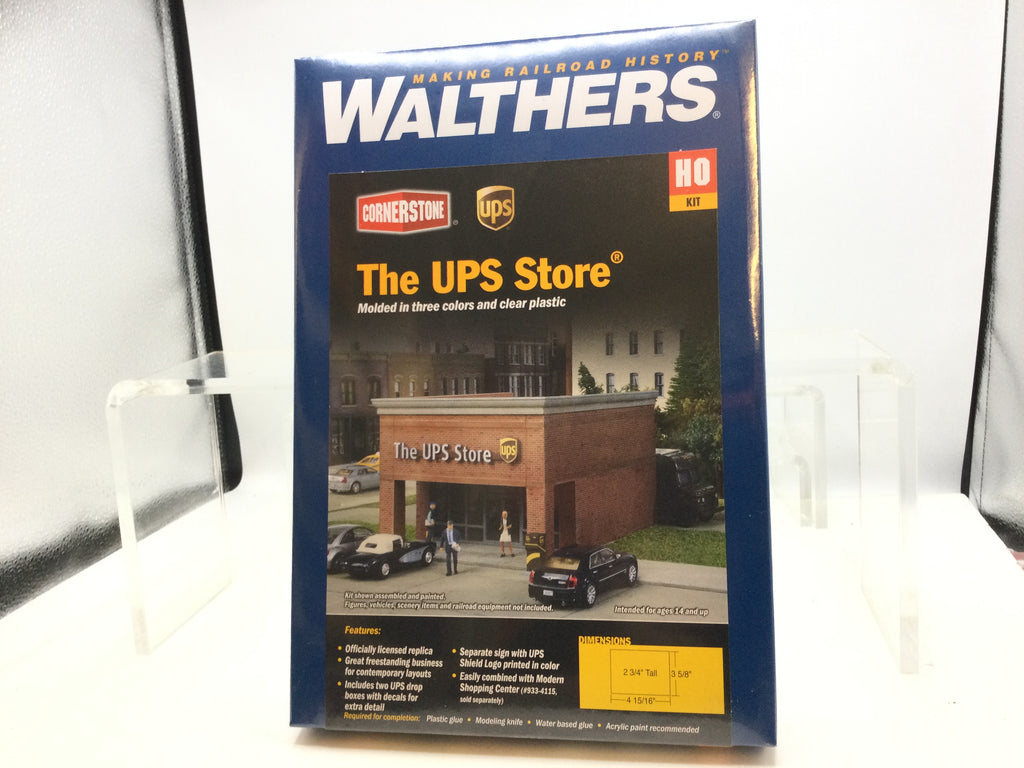 MAKING RAILROAD HISTORY™
WALTHERS®
HO
KIT
CORNERSTONE®
ups
The UPS Store®
Molded in three colors and clear plastic
The UPS Store ups
Kit shown assembled and painted.
Figures, vehicles, scenery items and railroad equipment not included.
Intended for ages 14 and up
Features:
• Officially licensed replica
• Great freestanding business
for contemporary layouts
• Includes two UPS drop
boxes with decals for
extra detail
• Separate sign with UPS
Shield Logo printed in color
• Easily combined with Modern
Shopping Center (#933-4115,
sold separately)
DIMENSIONS
2 3/4" Tall
3 5/8"
4 15/16"
Required for completion: Plastic glue • Modeling knife • Water based glue • Acrylic paint recommended